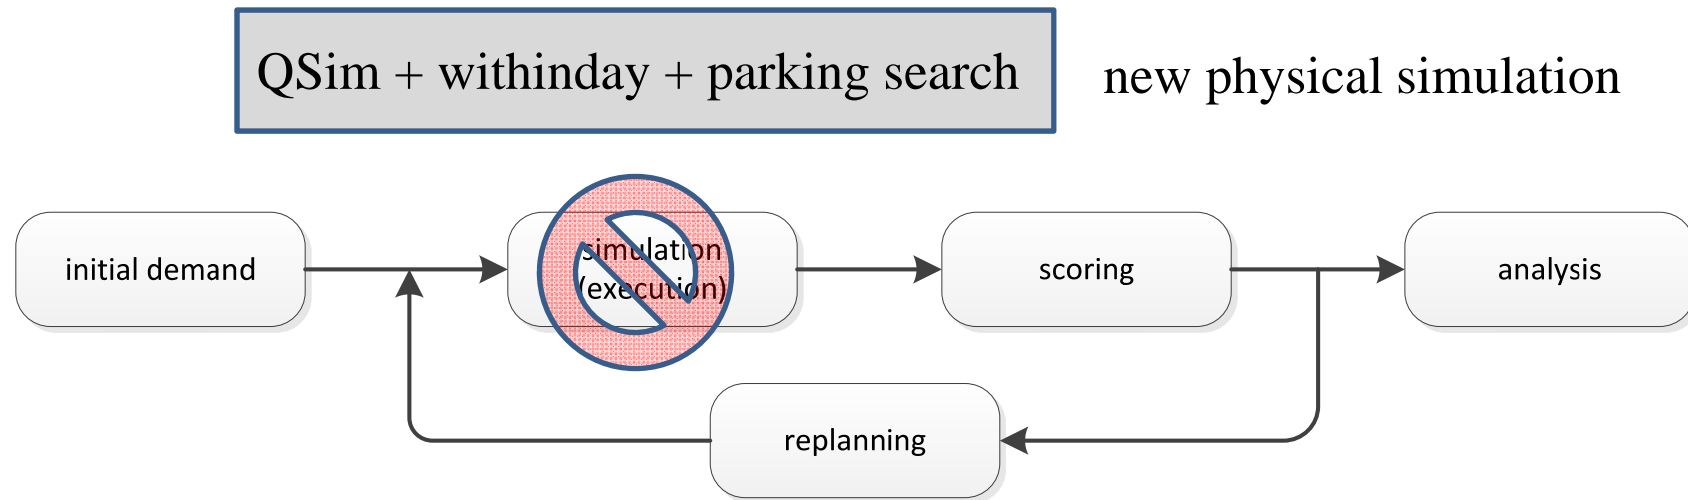 QSim + withinday + parking search
new physical simulation
initial demand
simulation
(execution)
scoring
analysis
replanning